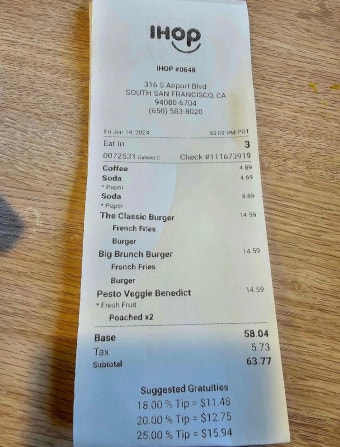 IHOP
IHOP #0648
316 S Airport Blvd
SOUTH SAN FRANCISCO, CA
94080-6704
(650) 583-8020
Fri Jun 14, 2024 03:09 PM PDT
Eat In 3
0072531 Gabriel D Check #111673919
Coffee 4.89
Soda 4.69
* Pepsi
Soda 4.69
* Pepsi
The Classic Burger 14.59
French Fries
Burger
Big Brunch Burger 14.59
French Fries
Burger
Pesto Veggie Benedict 14.59
* Fresh Fruit
Poached x2
Base 58.04
Tax 5.73
Subtotal 63.77
Suggested Gratuities
18.00 % Tip = $11.48
20.00 % Tip = $12.75
25.00 % Tip = $15.94